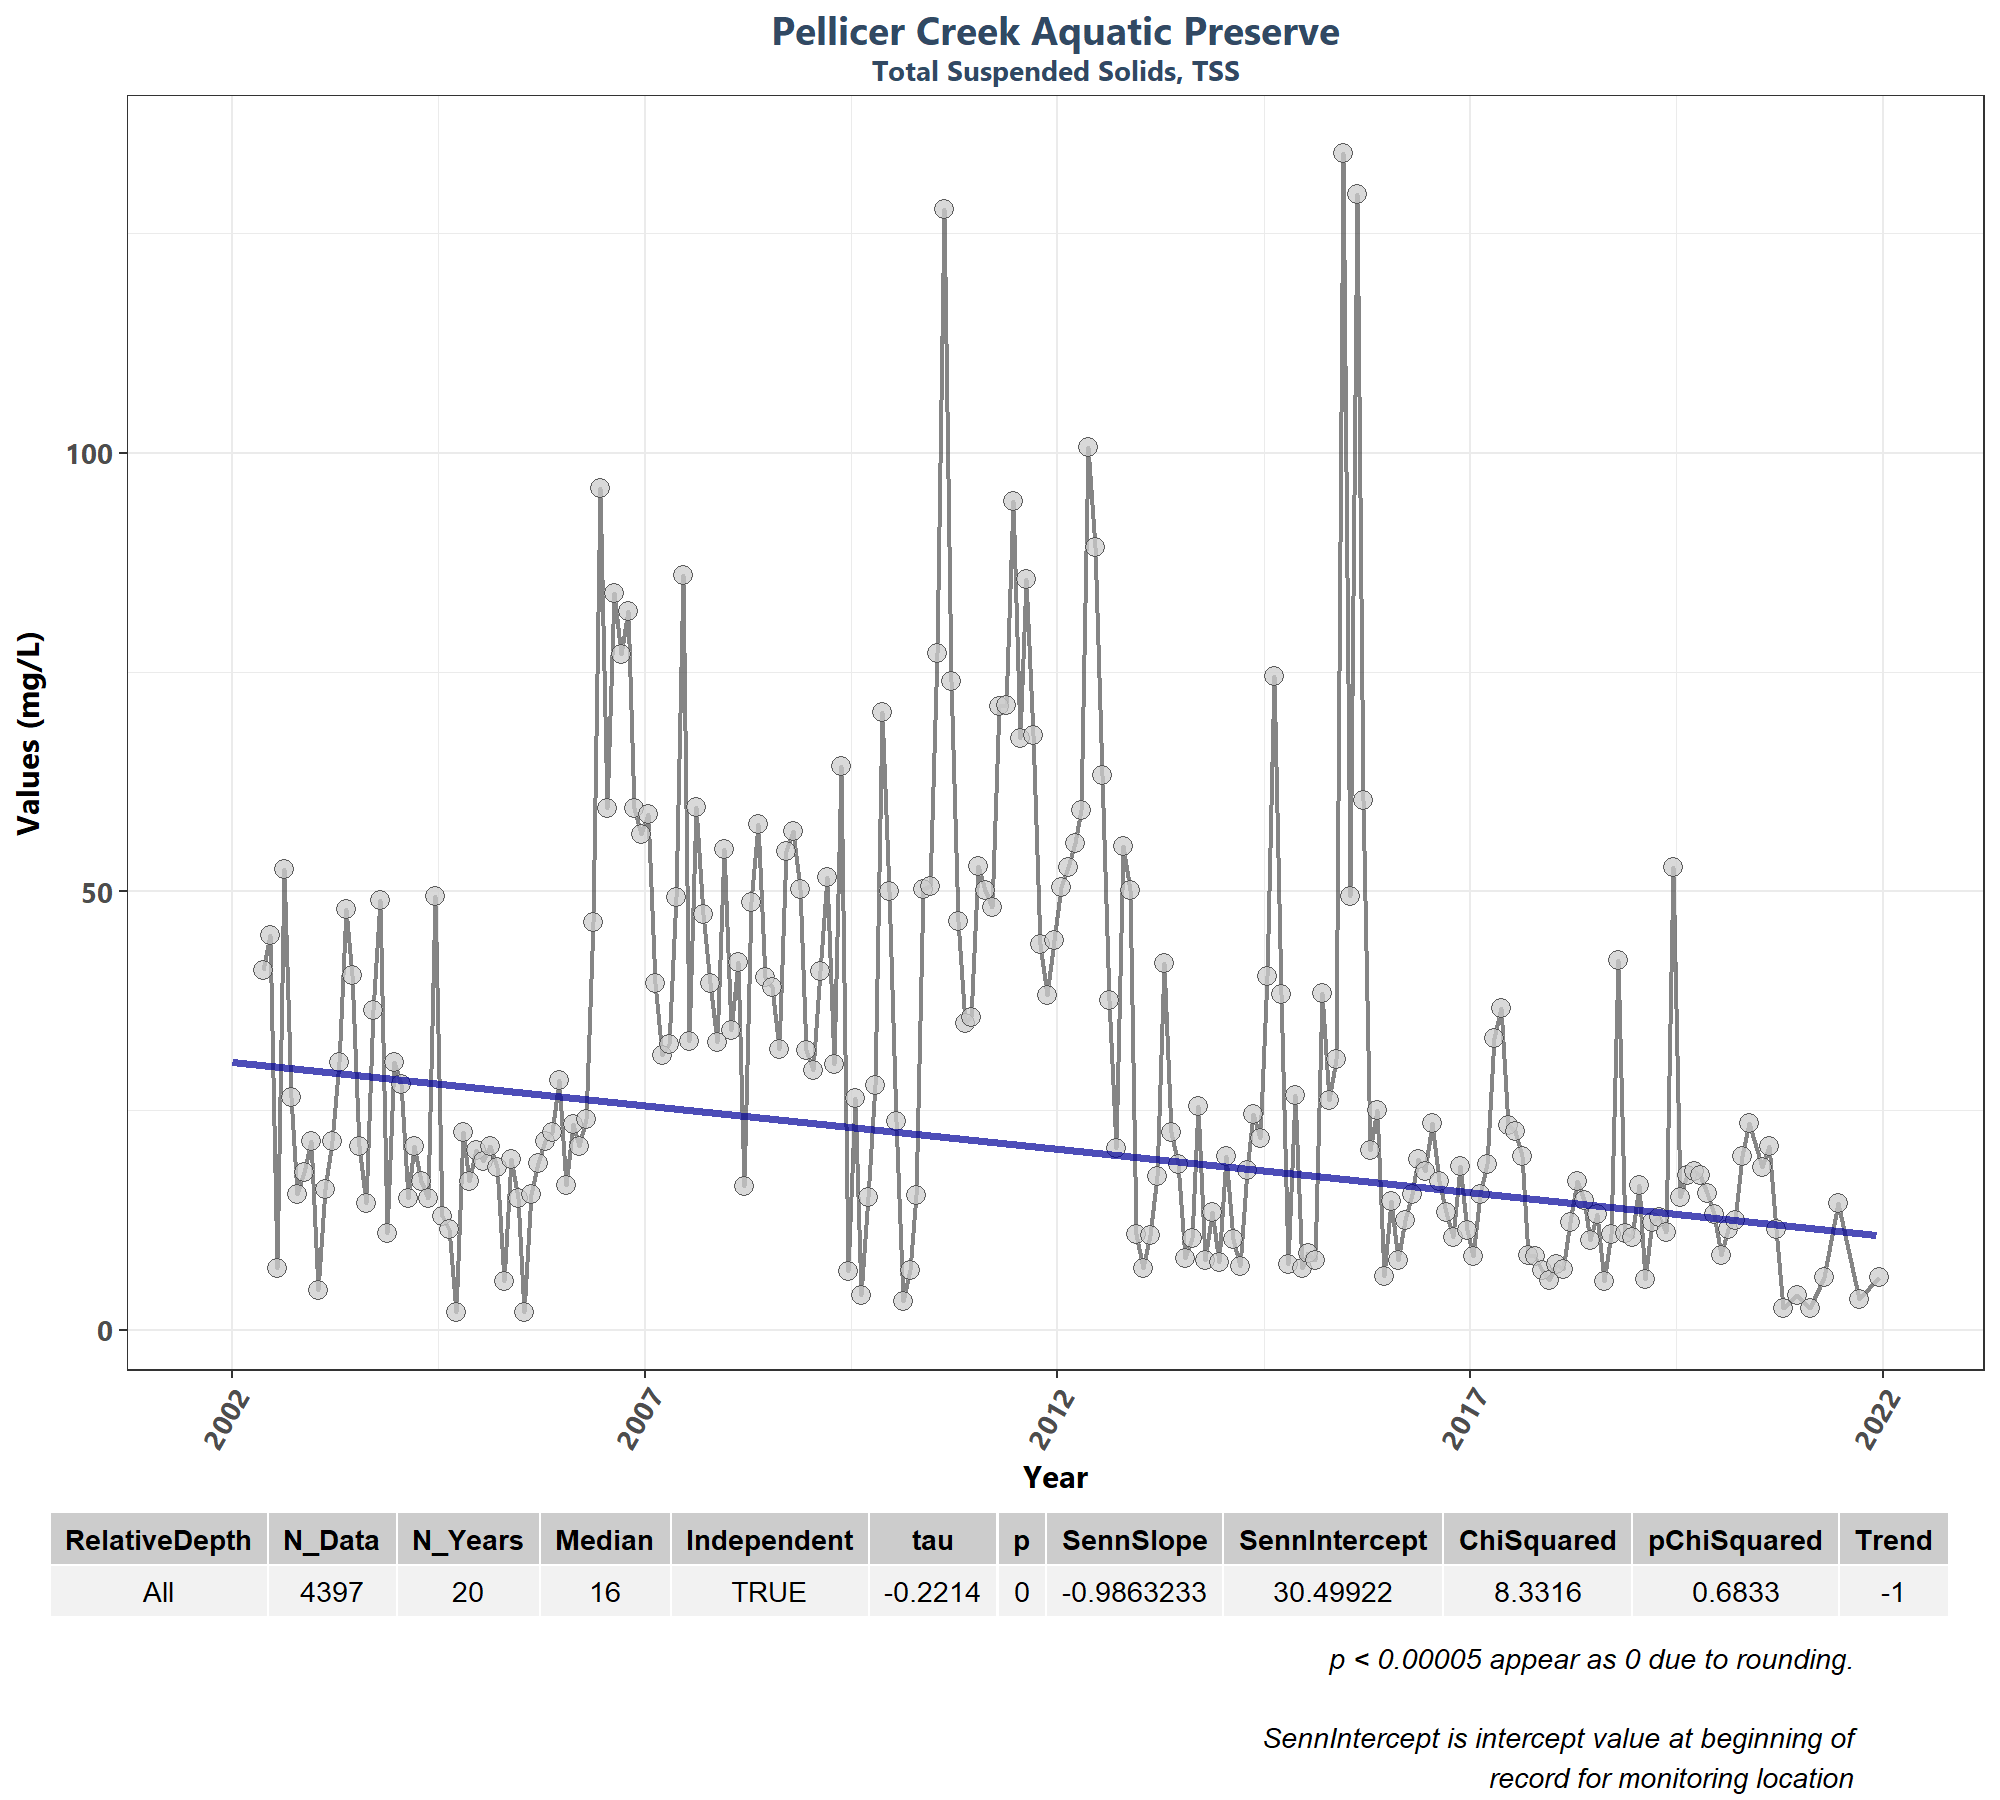 Pellicer Creek Aquatic Preserve
Total Suspended Solids, TSS
Values (mg/L)
100
50
0
2002 2007 2012 2017 2022
Year
RelativeDepth N_Data N_Years Median Independent tau p SennSlope SennIntercept ChiSquared pChiSquared Trend
All 4397 20 16 TRUE -0.2214 0 -0.9863233 30.49922 8.3316 0.6833 -1
p < 0.00005 appear as 0 due to rounding.
SennIntercept is intercept value at beginning of
record for monitoring location